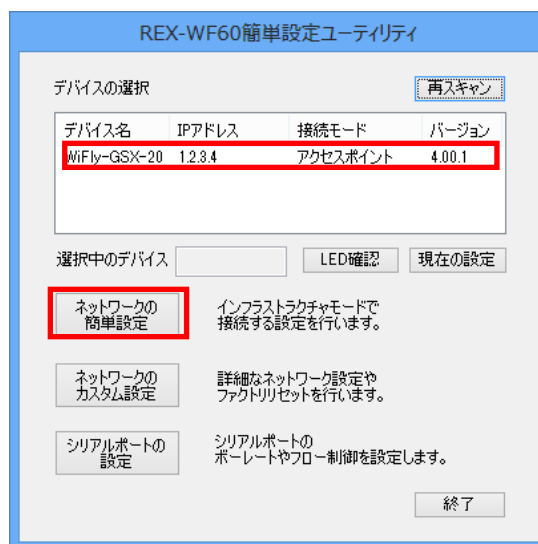 REX-WF60簡単設定ユーティリティ
デバイスの選択
再スキャン
デバイス名 IPアドレス 接続モード バージョン
WiFly-GSX-20 1.2.3.4 アクセスポイント 4.00.1
選択中のデバイス LED確認 現在の設定
ネットワークの
簡単設定
インフラストラクチャモードで
接続する設定を行います。
ネットワークの
カスタム設定
詳細なネットワーク設定や
ファクトリリセットを行います。
シリアルポートの
設定
シリアルポートの
ボーレートやフロー制御を設定します。
終了